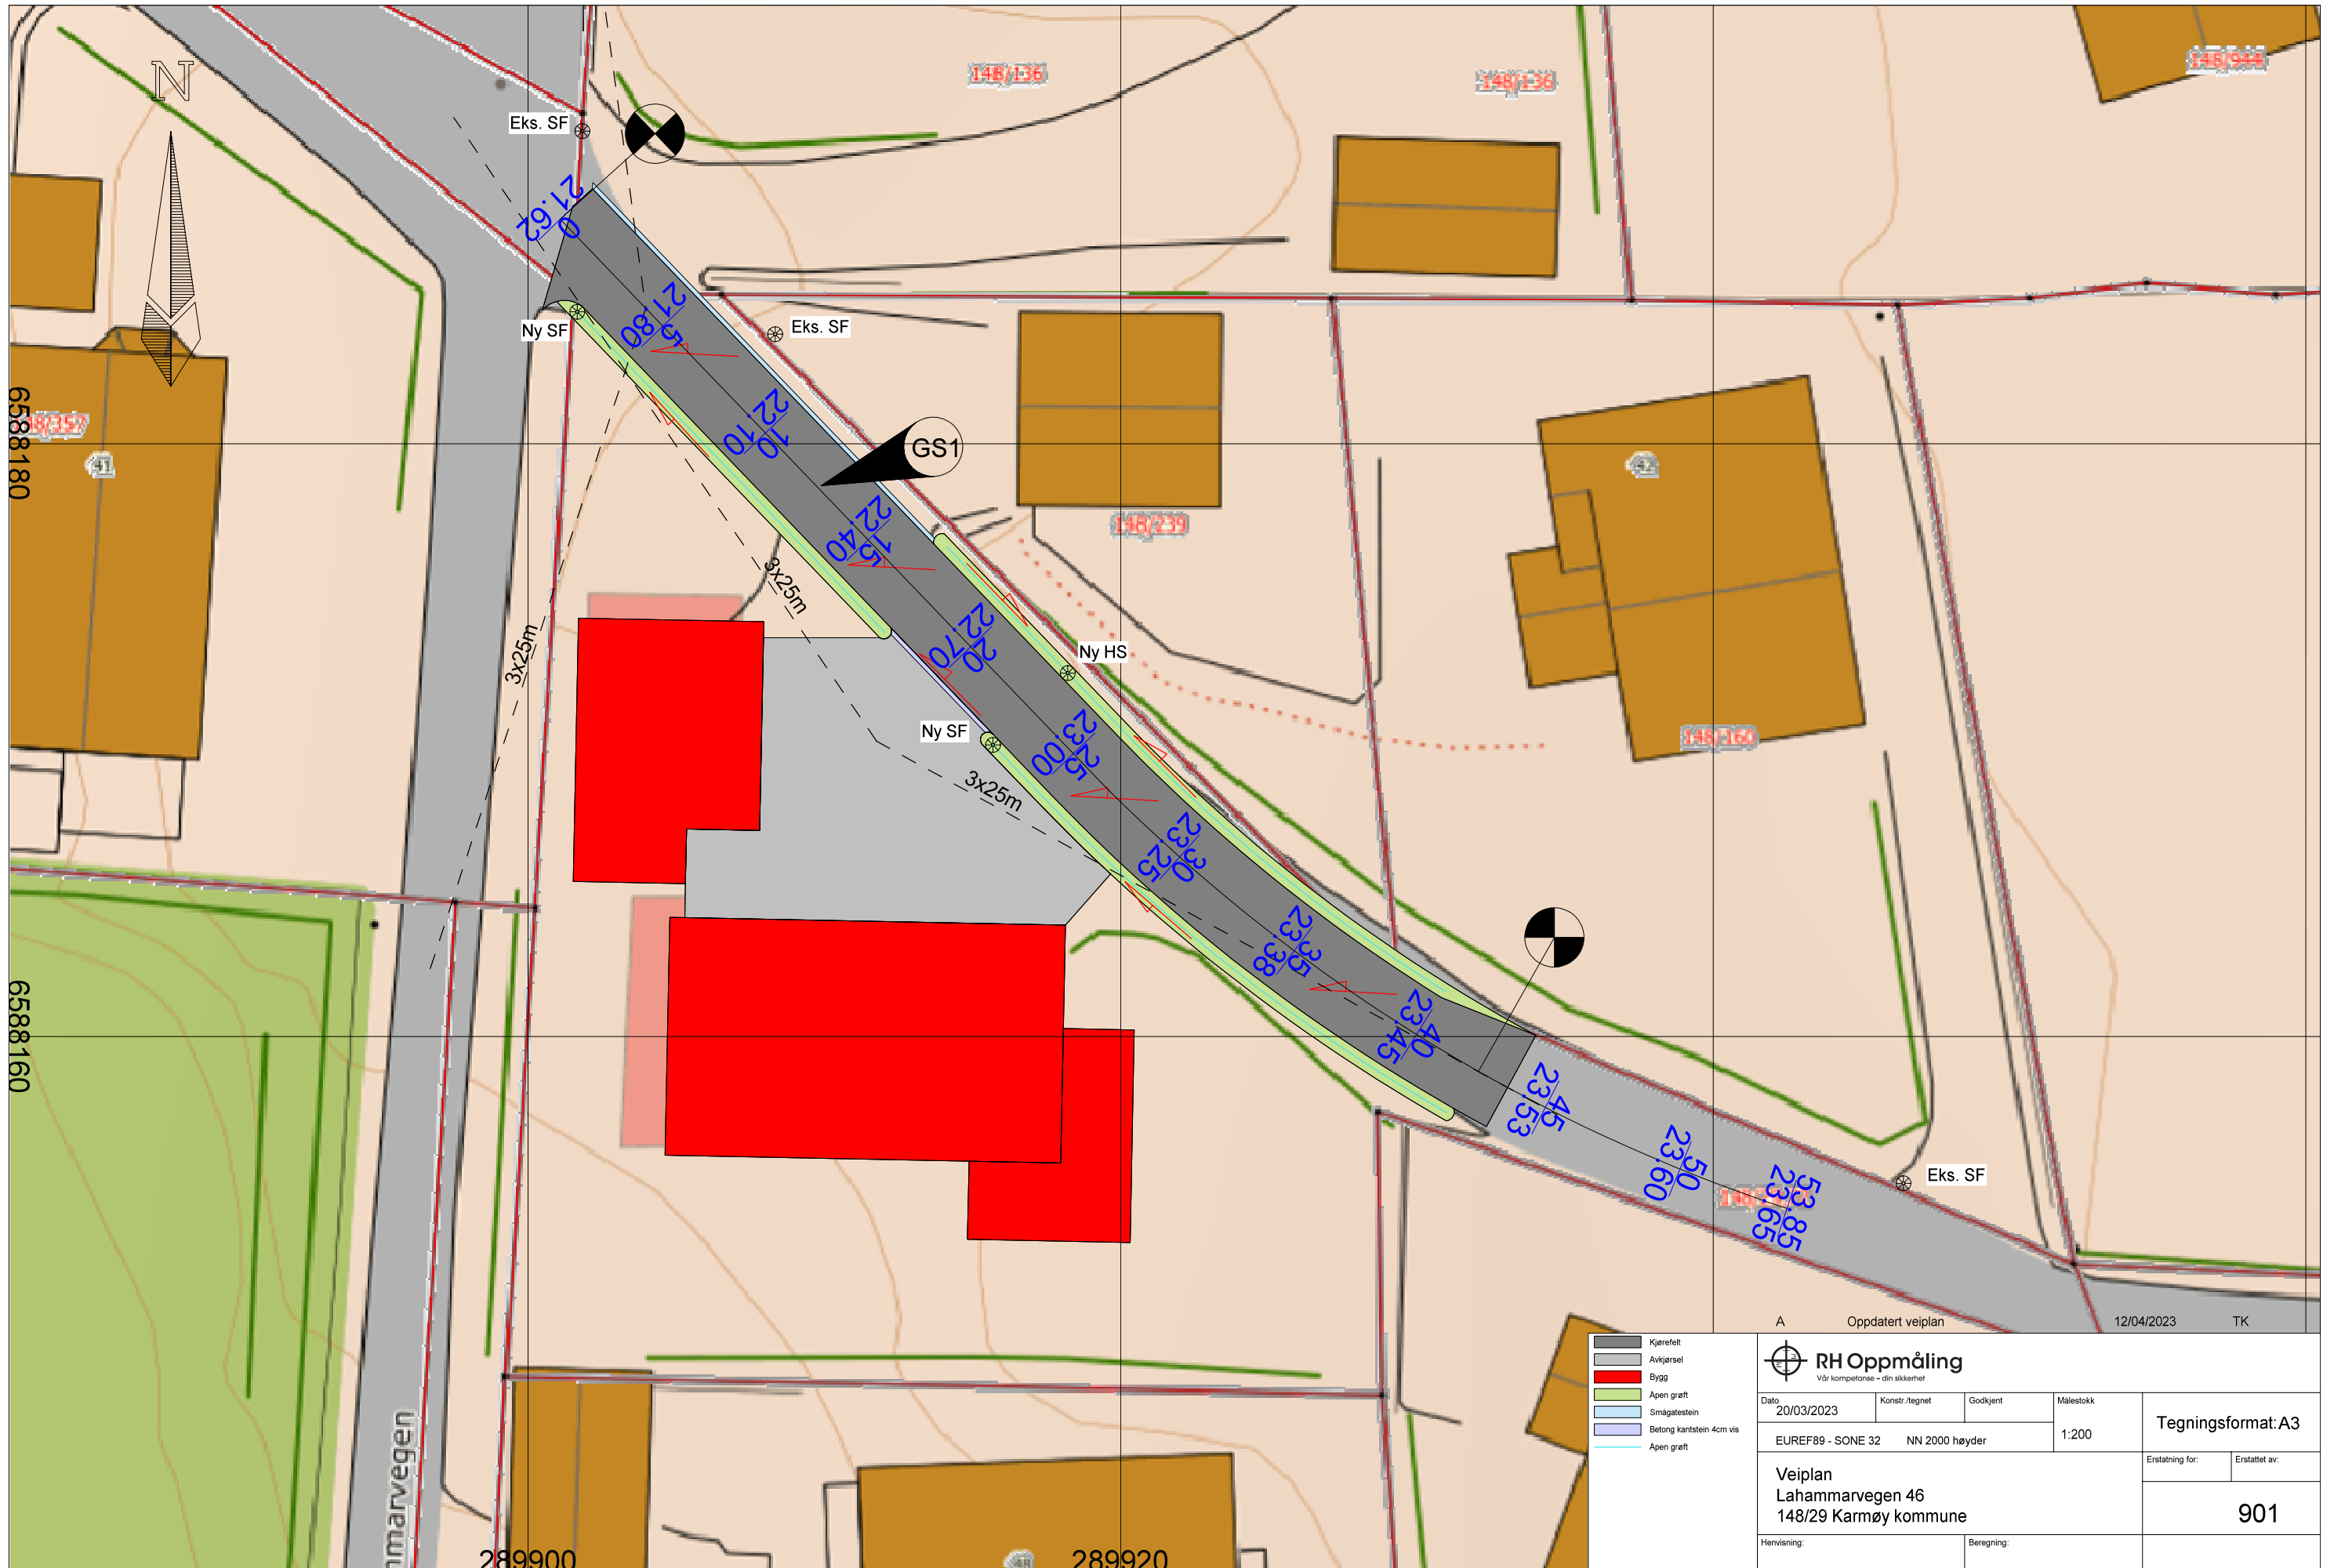 N
148/136
148/136
148/944
Eks. SF
21.62
0
Ny SF
Eks. SF
21.80
5
22.10
10
GS1
6588180
41
42
148/239
22.40
15
3x25m
3x25m
22.70
20
Ny HS
Ny SF
23.00
25
3x25m
148/160
23.25
30
23.38
35
23.45
40
6588160
23.53
45
23.60
50
23.65
53.85
Eks. SF
289900
289920
48
A Oppdatert veiplan 12/04/2023 TK
Kjørefelt
Avkjørsel
Bygg
Apen grøft
Smågatestein
Betong kantstein 4cm vis
Apen grøft
RH Oppmåling
Vår kompetanse – din sikkerhet
Dato
20/03/2023
Konstr./tegnet
Godkjent
Målestokk
1:200
Tegningsformat:A3
EUREF89 - SONE 32 NN 2000 høyder
Erstatning for:
Erstattet av:
Veiplan
Lahammarvegen 46
148/29 Karmøy kommune
901
Henvisning:
Beregning: